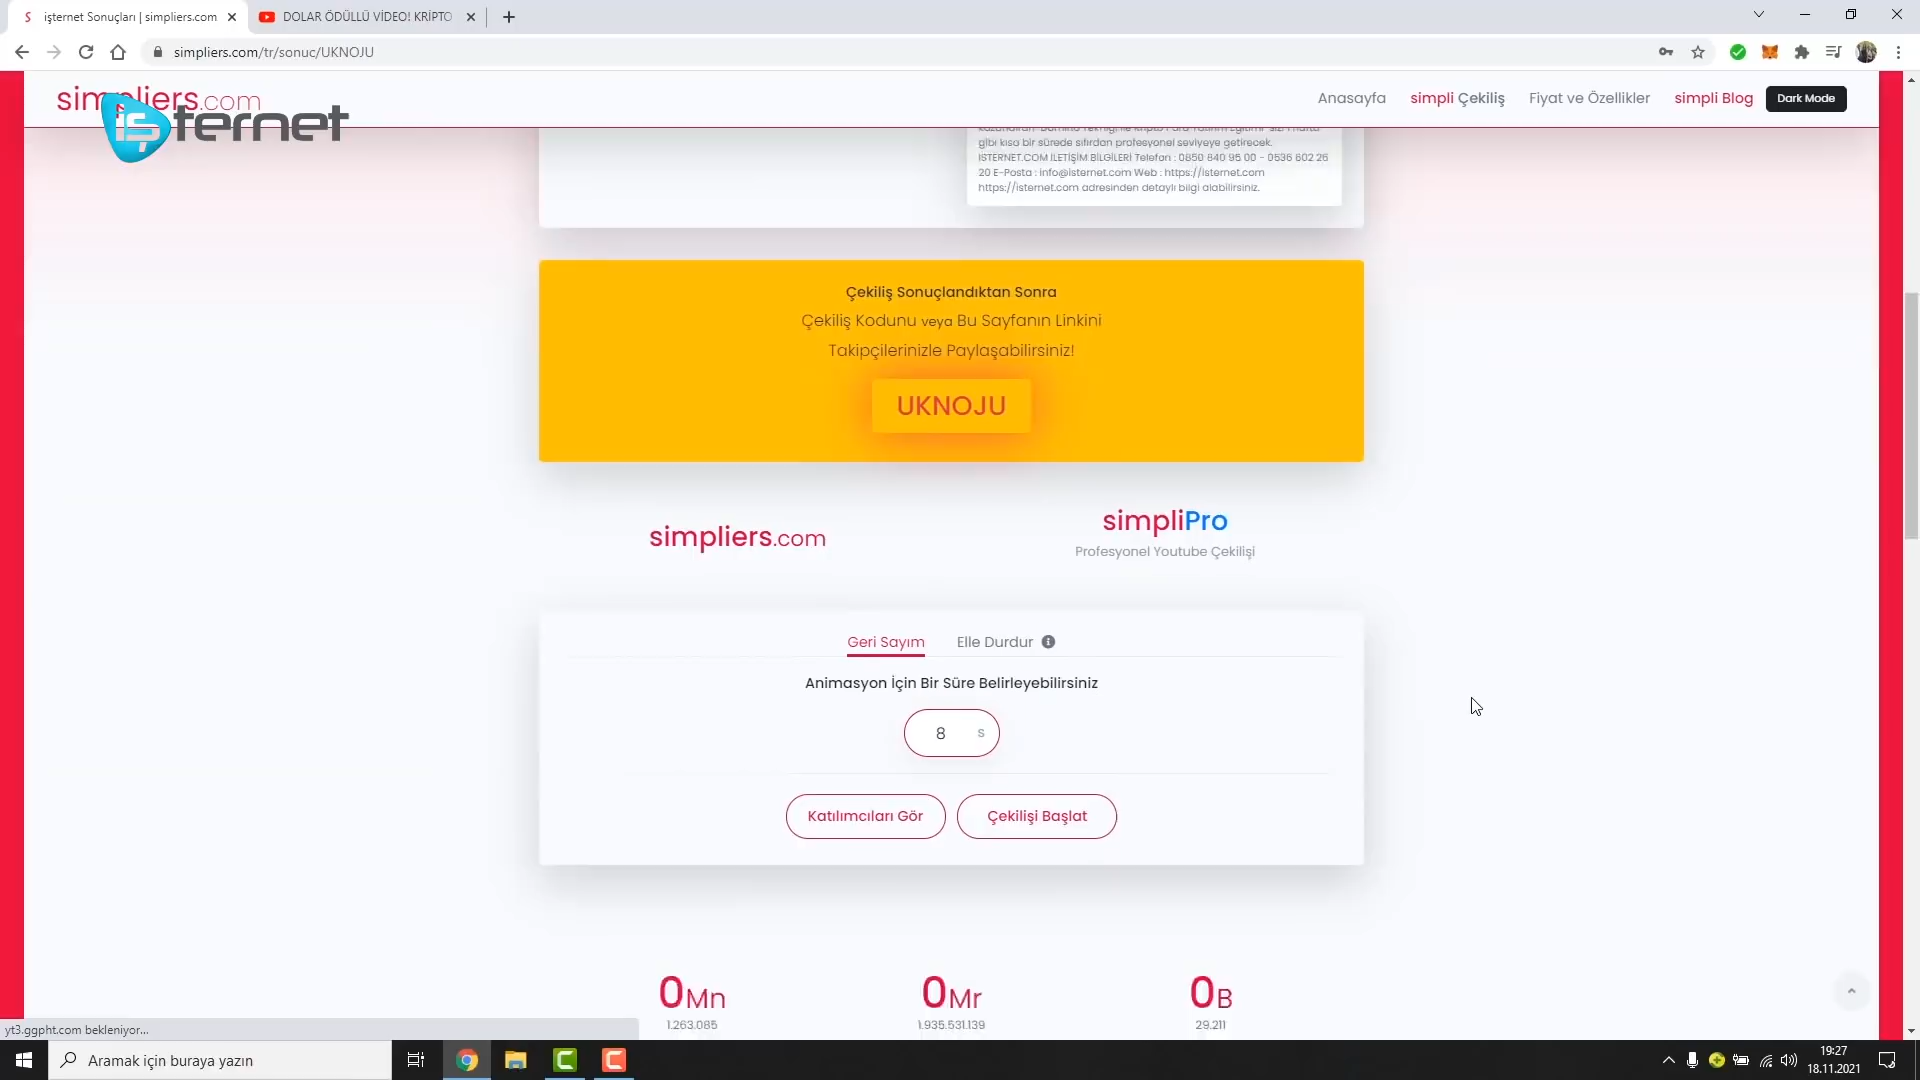 işternet Sonuçları | simpliers.com
DOLAR ÖDÜLLÜ VİDEO! KRİPTO
simpliers.com/tr/sonuc/UKNOJU
simpliers.com
işternet
Anasayfa
simpli Çekiliş
Fiyat ve Özellikler
simpli Blog
Dark Mode
gibi kısa bir sürede sıfırdan profesyonel seviyeye getirecek.
İSTERNET.COM İLETİŞİM BİLGİLERİ Telefon : 0850 840 95 00 - 0536 602 26
20 E-Posta : info@isternet.com Web : https://isternet.com
https://isternet.com adresinden detaylı bilgi alabilirsiniz.
Çekiliş Sonuçlandıktan Sonra
Çekiliş Kodunu veya Bu Sayfanın Linkini
Takipçilerinizle Paylaşabilirsiniz!
UKNOJU
simpliers.com
simpliPro
Profesyonel Youtube Çekilişi
Geri Sayım
Elle Durdur
Animasyon İçin Bir Süre Belirleyebilirsiniz
8 s
Katılımcıları Gör
Çekilişi Başlat
0Mn
0Mr
0B
1.263.085
1.935.531.139
29.211
yt3.ggpht.com bekleniyor...
Aramak için buraya yazın
19:27
18.11.2021